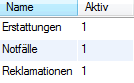 Name Aktiv
Erstattungen 1
Notfälle 1
Reklamationen 1